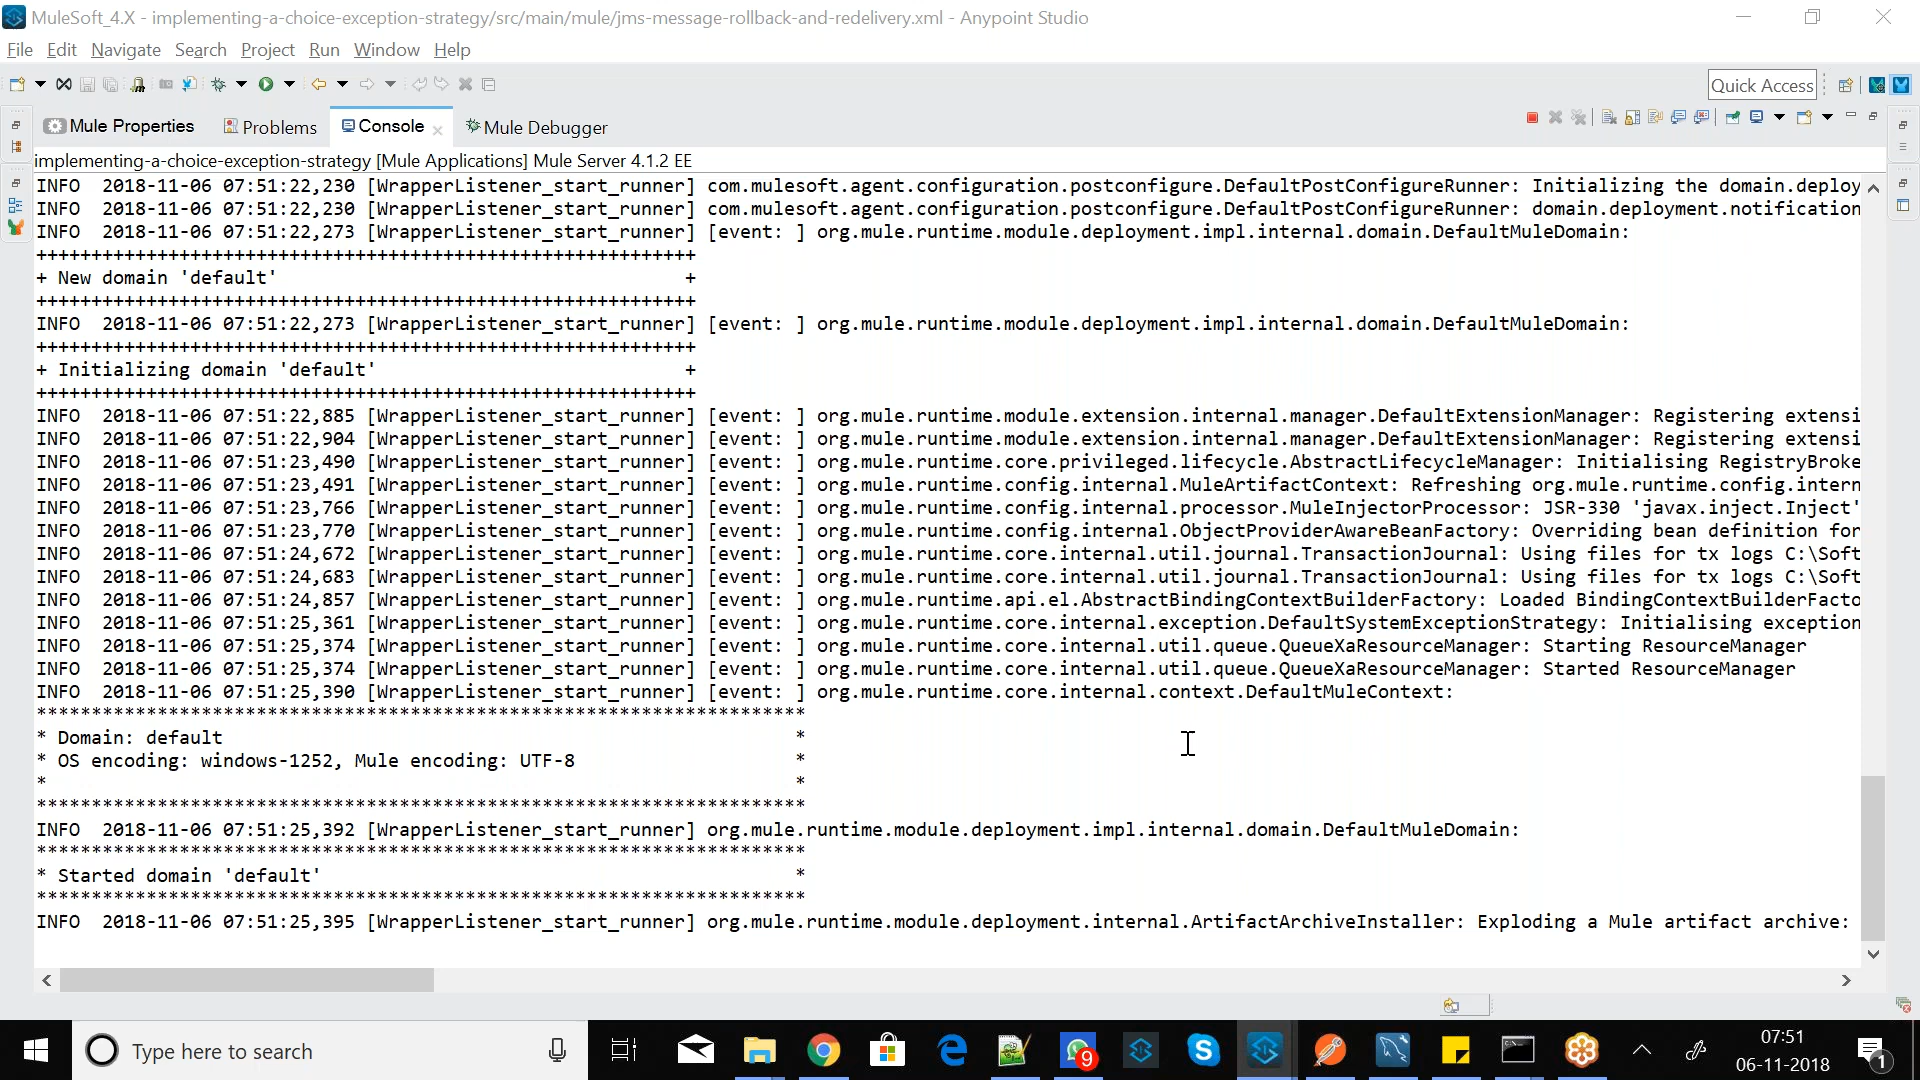 MuleSoft_4.X - implementing-a-choice-exception-strategy/src/main/mule/jms-message-rollback-and-redelivery.xml - Anypoint Studio
File Edit Navigate Search Project Run Window Help
Quick Access
Mule Properties Problems Console Mule Debugger
implementing-a-choice-exception-strategy [Mule Applications] Mule Server 4.1.2 EE
INFO  2018-11-06 07:51:22,230 [WrapperListener_start_runner] com.mulesoft.agent.configuration.postconfigure.DefaultPostConfigureRunner: Initializing the domain.deploy
INFO  2018-11-06 07:51:22,230 [WrapperListener_start_runner] com.mulesoft.agent.configuration.postconfigure.DefaultPostConfigureRunner: domain.deployment.notification
INFO  2018-11-06 07:51:22,273 [WrapperListener_start_runner] [event: ] org.mule.runtime.module.deployment.impl.internal.domain.DefaultMuleDomain:
++++++++++++++++++++++++++++++++++++++++++++++++++++++++++++
+ New domain 'default'                                     +
++++++++++++++++++++++++++++++++++++++++++++++++++++++++++++
INFO  2018-11-06 07:51:22,273 [WrapperListener_start_runner] [event: ] org.mule.runtime.module.deployment.impl.internal.domain.DefaultMuleDomain:
++++++++++++++++++++++++++++++++++++++++++++++++++++++++++++
+ Initializing domain 'default'                            +
++++++++++++++++++++++++++++++++++++++++++++++++++++++++++++
INFO  2018-11-06 07:51:22,885 [WrapperListener_start_runner] [event: ] org.mule.runtime.module.extension.internal.manager.DefaultExtensionManager: Registering extensi
INFO  2018-11-06 07:51:22,904 [WrapperListener_start_runner] [event: ] org.mule.runtime.module.extension.internal.manager.DefaultExtensionManager: Registering extensi
INFO  2018-11-06 07:51:23,490 [WrapperListener_start_runner] [event: ] org.mule.runtime.core.privileged.lifecycle.AbstractLifecycleManager: Initialising RegistryBroke
INFO  2018-11-06 07:51:23,491 [WrapperListener_start_runner] [event: ] org.mule.runtime.config.internal.MuleArtifactContext: Refreshing org.mule.runtime.config.intern
INFO  2018-11-06 07:51:23,766 [WrapperListener_start_runner] [event: ] org.mule.runtime.config.internal.processor.MuleInjectorProcessor: JSR-330 'javax.inject.Inject'
INFO  2018-11-06 07:51:23,770 [WrapperListener_start_runner] [event: ] org.mule.runtime.config.internal.ObjectProviderAwareBeanFactory: Overriding bean definition for
INFO  2018-11-06 07:51:24,672 [WrapperListener_start_runner] [event: ] org.mule.runtime.core.internal.util.journal.TransactionJournal: Using files for tx logs C:\Soft
INFO  2018-11-06 07:51:24,683 [WrapperListener_start_runner] [event: ] org.mule.runtime.core.internal.util.journal.TransactionJournal: Using files for tx logs C:\Soft
INFO  2018-11-06 07:51:24,857 [WrapperListener_start_runner] [event: ] org.mule.runtime.api.el.AbstractBindingContextBuilderFactory: Loaded BindingContextBuilderFacto
INFO  2018-11-06 07:51:25,361 [WrapperListener_start_runner] [event: ] org.mule.runtime.core.internal.exception.DefaultSystemExceptionStrategy: Initialising exception
INFO  2018-11-06 07:51:25,374 [WrapperListener_start_runner] [event: ] org.mule.runtime.core.internal.util.queue.QueueXaResourceManager: Starting ResourceManager
INFO  2018-11-06 07:51:25,374 [WrapperListener_start_runner] [event: ] org.mule.runtime.core.internal.util.queue.QueueXaResourceManager: Started ResourceManager
INFO  2018-11-06 07:51:25,390 [WrapperListener_start_runner] [event: ] org.mule.runtime.core.internal.context.DefaultMuleContext:
**********************************************************************
* Domain: default                                                    *
* OS encoding: windows-1252, Mule encoding: UTF-8                    *
*                                                                    *
**********************************************************************
INFO  2018-11-06 07:51:25,392 [WrapperListener_start_runner] org.mule.runtime.module.deployment.impl.internal.domain.DefaultMuleDomain:
**********************************************************************
* Started domain 'default'                                           *
**********************************************************************
INFO  2018-11-06 07:51:25,395 [WrapperListener_start_runner] org.mule.runtime.module.deployment.internal.ArtifactArchiveInstaller: Exploding a Mule artifact archive:
Type here to search
9
07:51
06-11-2018
1